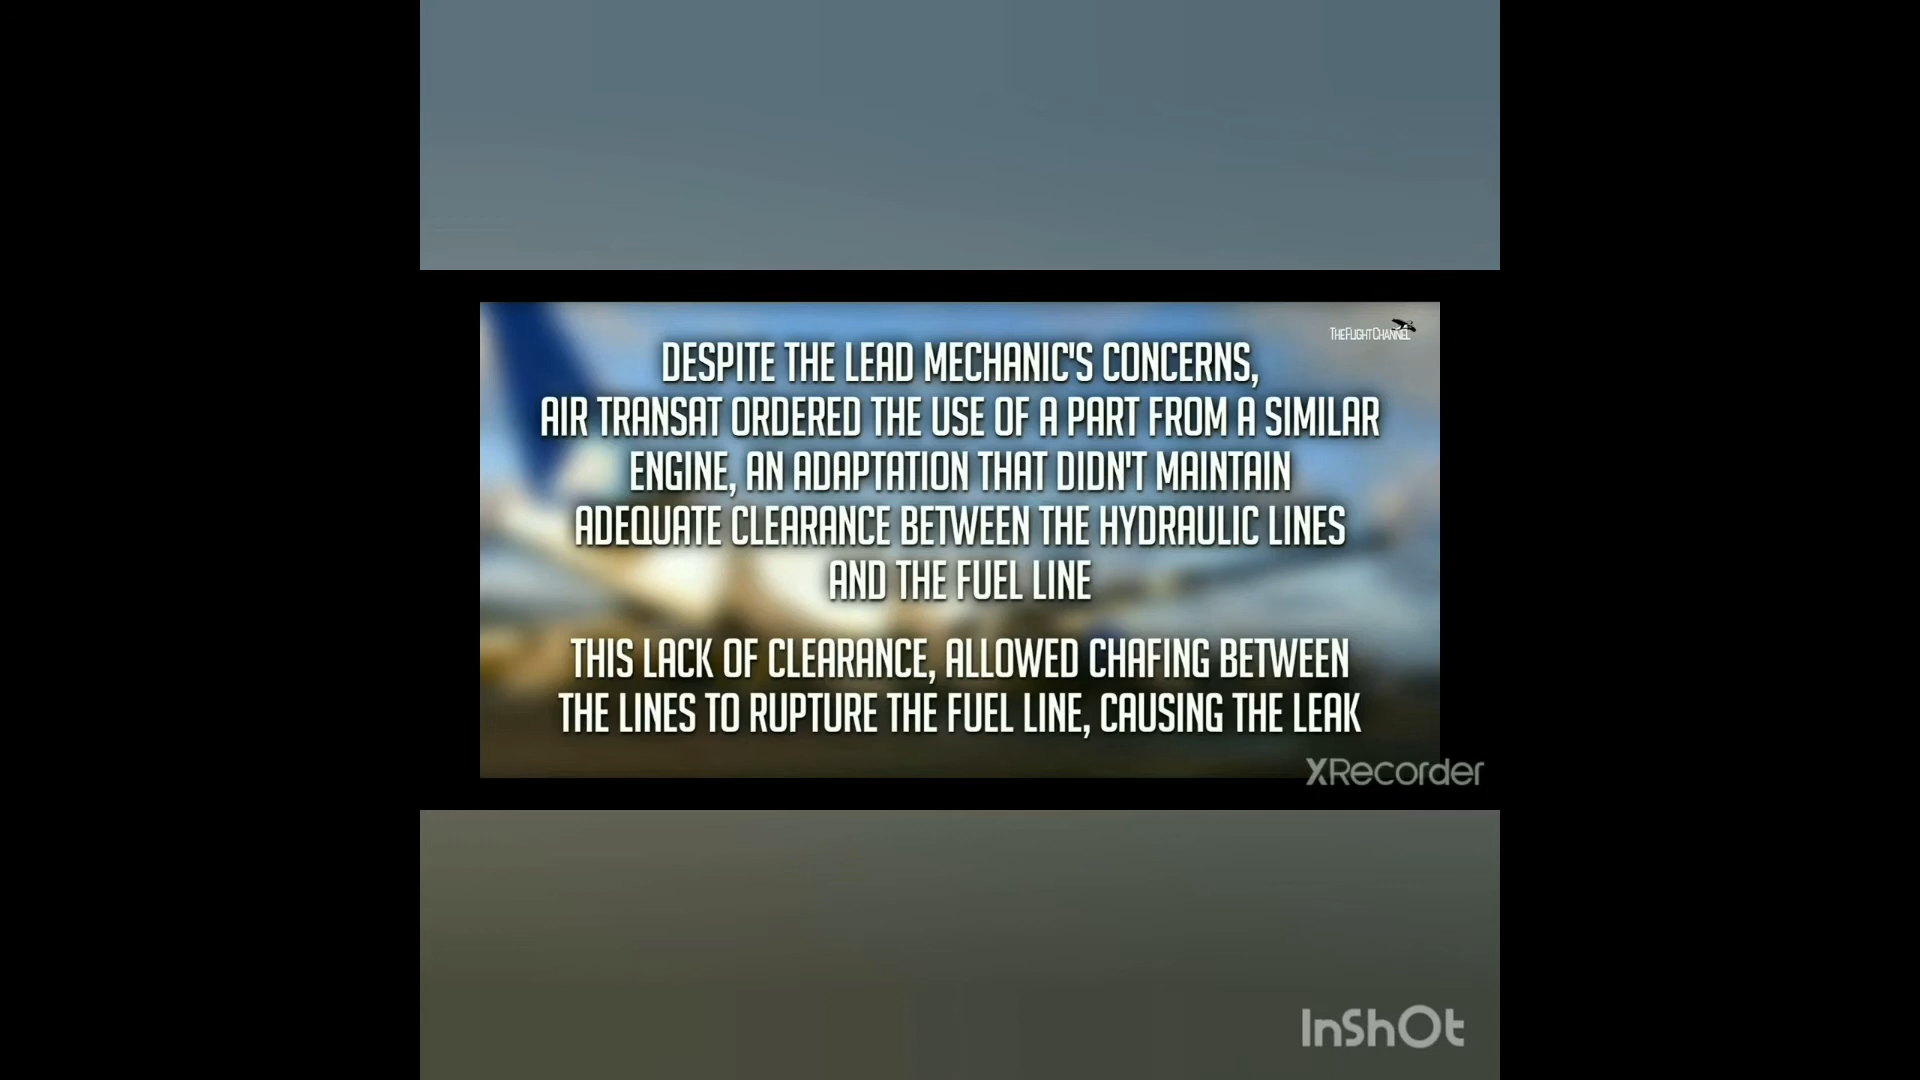 THEFLIGHTCHANNEL
DESPITE THE LEAD MECHANIC'S CONCERNS,
AIR TRANSAT ORDERED THE USE OF A PART FROM A SIMILAR
ENGINE, AN ADAPTATION THAT DIDN'T MAINTAIN
ADEQUATE CLEARANCE BETWEEN THE HYDRAULIC LINES
AND THE FUEL LINE
THIS LACK OF CLEARANCE, ALLOWED CHAFING BETWEEN
THE LINES TO RUPTURE THE FUEL LINE, CAUSING THE LEAK
XRecorder
InShOt